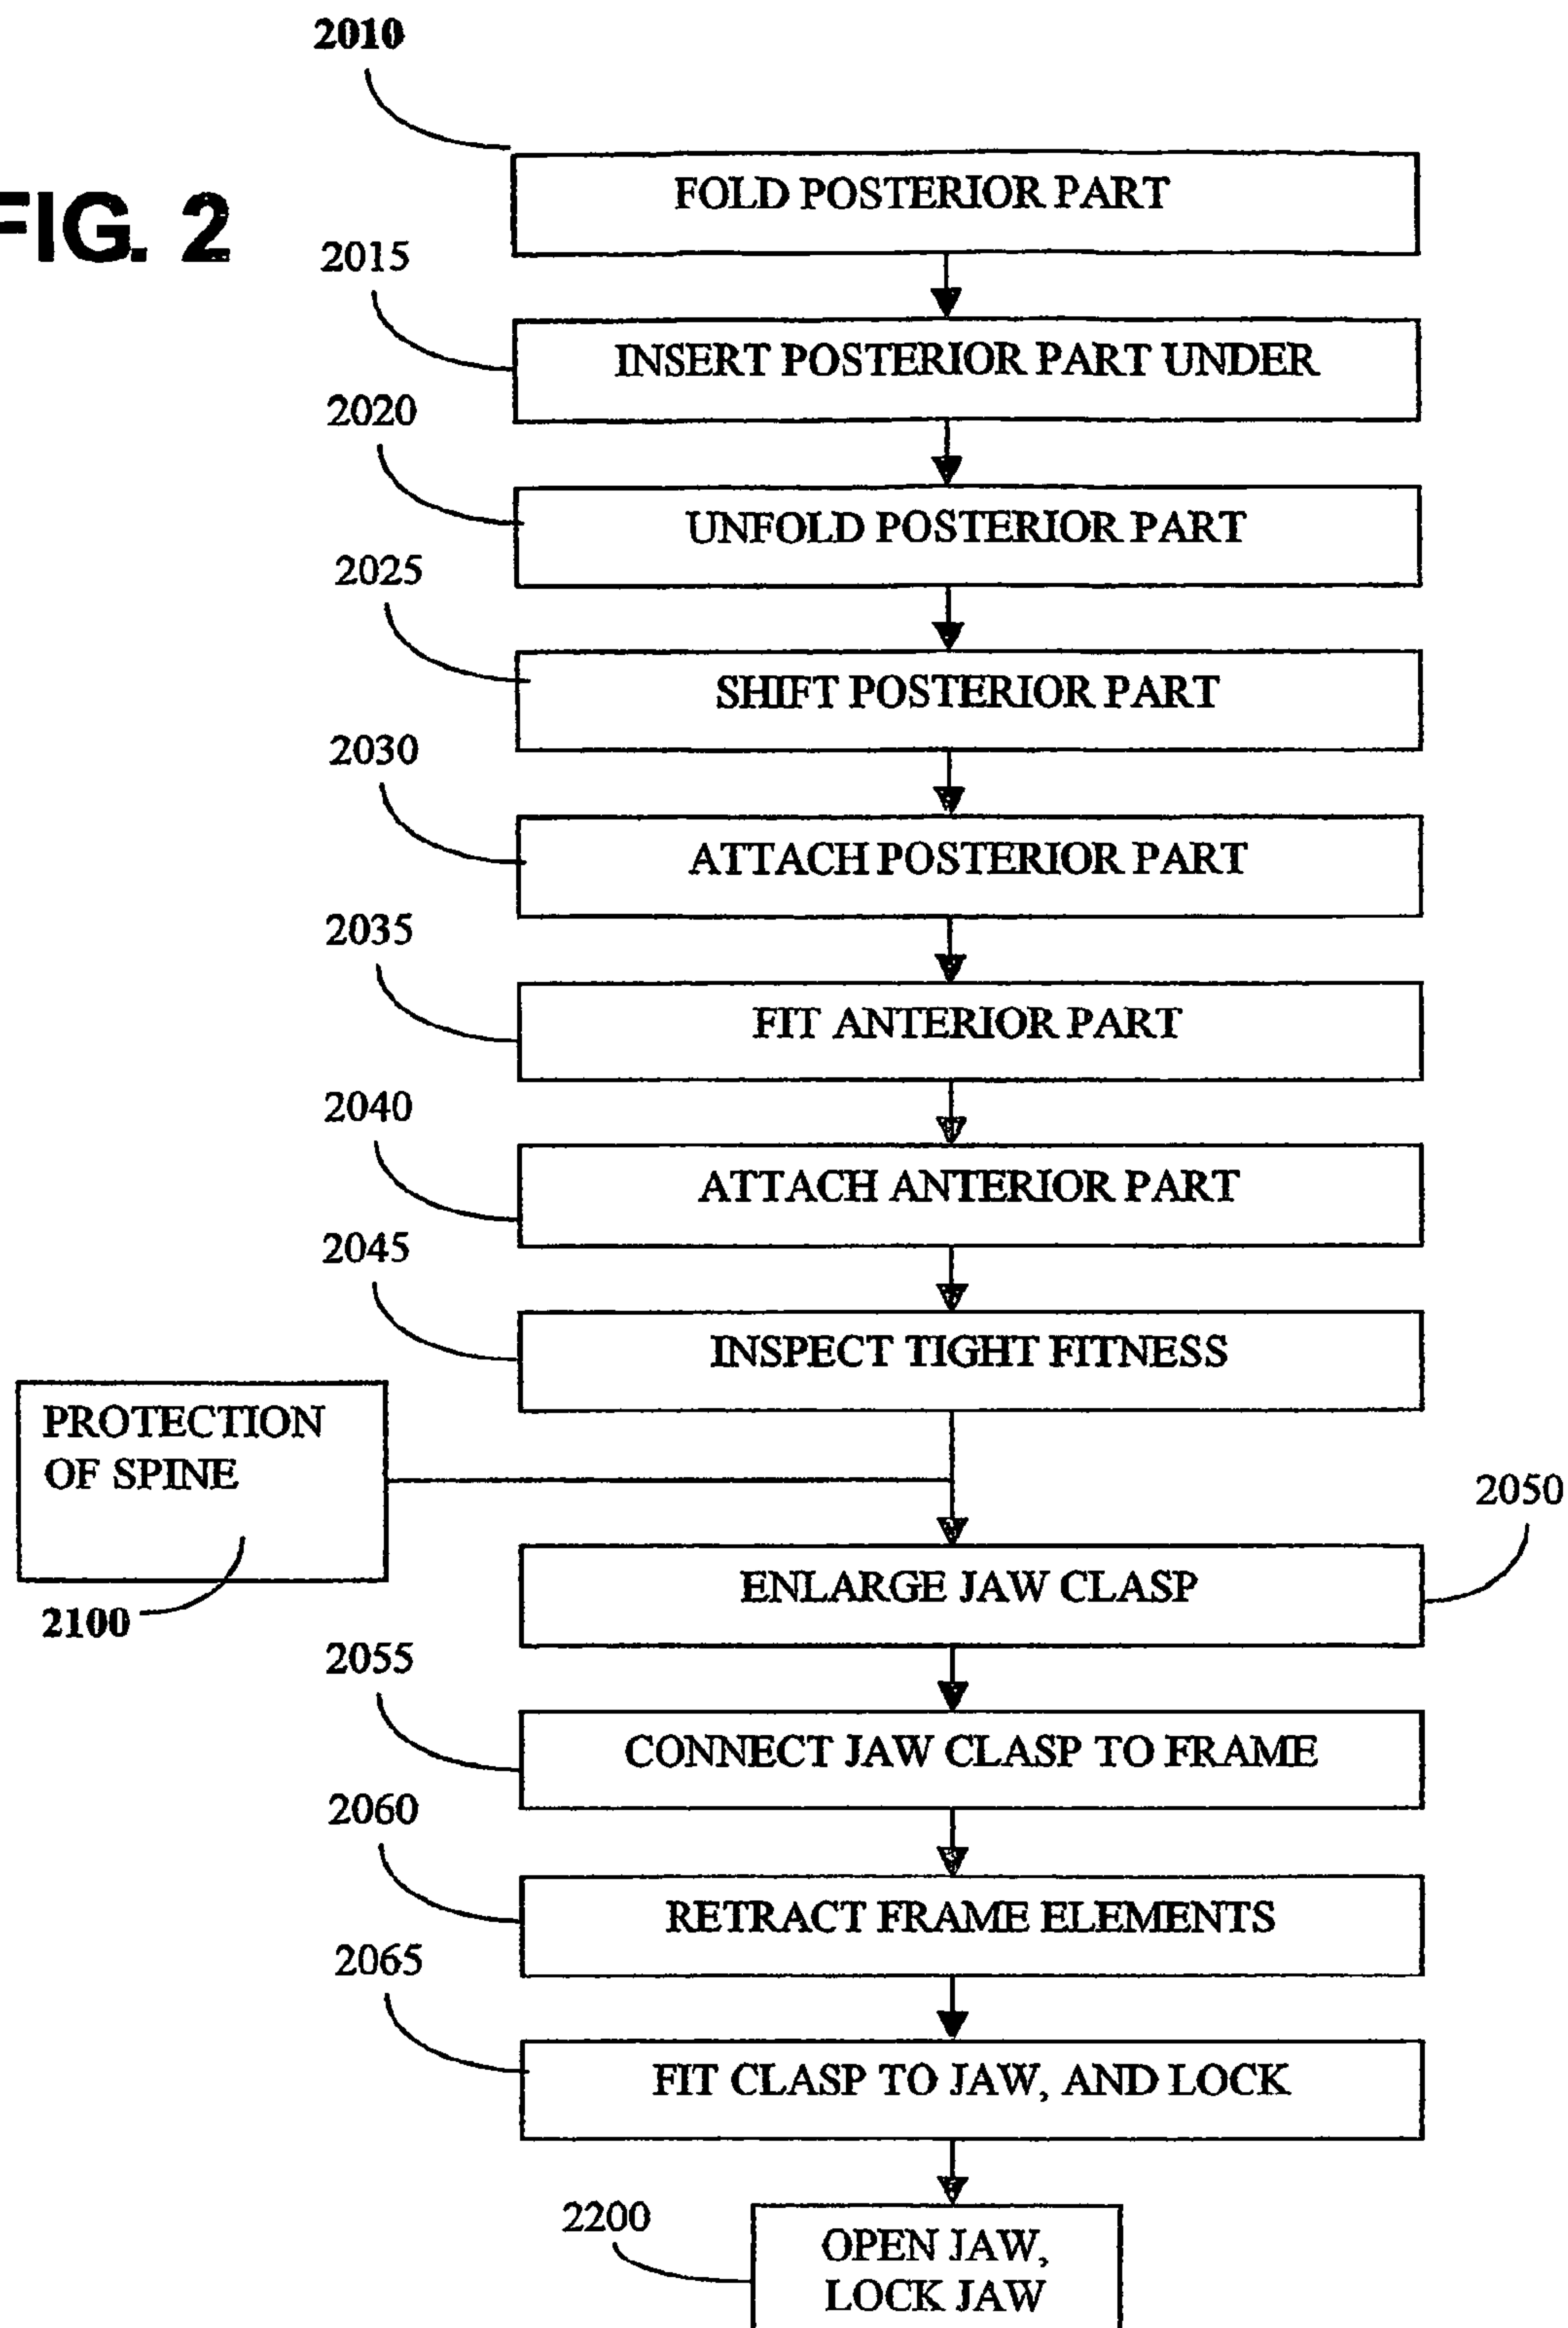 2010
FIG. 2
FOLD POSTERIOR PART
2015
INSERT POSTERIOR PART UNDER
2020
UNFOLD POSTERIOR PART
2025
SHIFT POSTERIOR PART
2030
ATTACH POSTERIOR PART
2035
FIT ANTERIOR PART
2040
ATTACH ANTERIOR PART
2045
INSPECT TIGHT FITNESS
PROTECTION
OF SPINE
2100
2050
ENLARGE JAW CLASP
2055
CONNECT JAW CLASP TO FRAME
2060
RETRACT FRAME ELEMENTS
2065
FIT CLASP TO JAW, AND LOCK
2200
OPEN JAW,
LOCK JAW